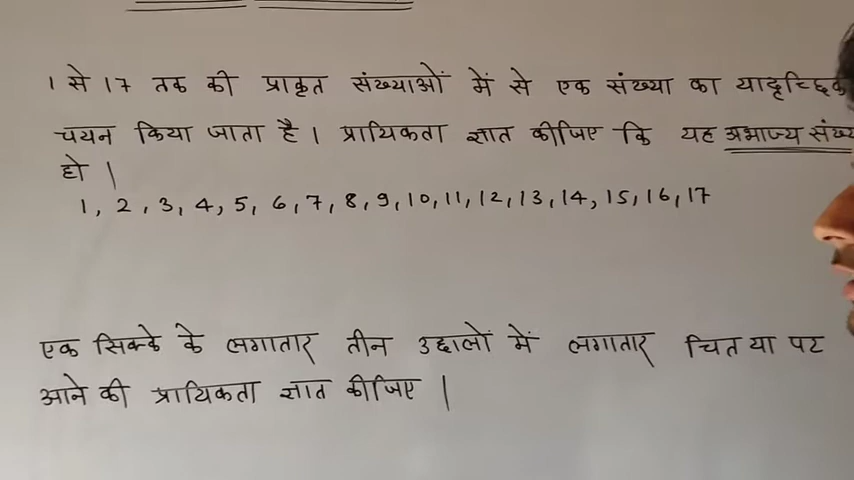 1 से 17 तक की प्राकृत संख्याओं में से एक संख्या का यादृच्छिक
चयन किया जाता है । प्रायिकता ज्ञात कीजिए कि यह अभाज्य
हो ।
1, 2, 3, 4, 5, 6, 7, 8, 9, 10, 11, 12, 13, 14, 15, 16, 17
एक सिक्के के लगातार तीन उछालों में लगातार चित या पट
आने की प्रायिकता ज्ञात कीजिए ।